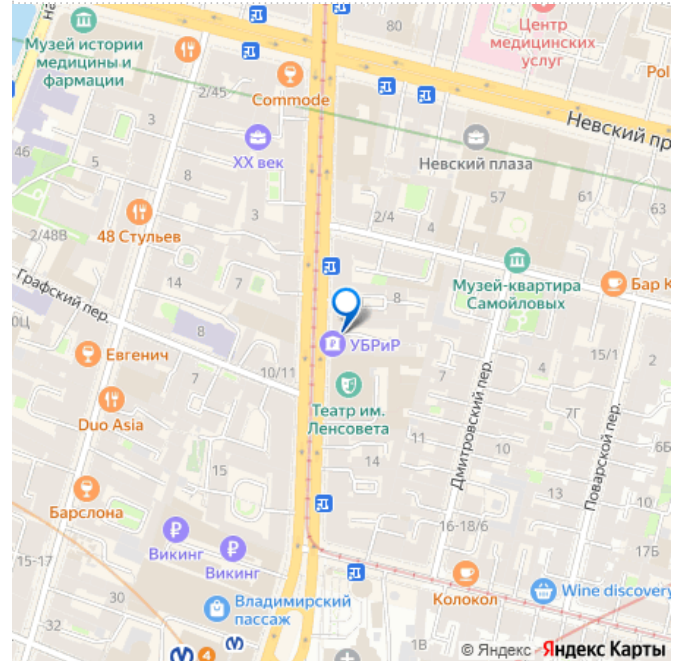 На
Музей истории
медицины и
фармации
2/45
Commode
80
Центр
медицинских
услуг
Pol
Невский пр
3
5
46
8
XX век
Невский плаза
57
61
63
2/48В
48 Стульев
3
2/4
4
Графский пер.
14
7
8
Музей-квартира
Самойловых
Бар К
0Ц
8
УБРиР
Евгенич
10/11
7
15/1
2
Театр им.
Ленсовета
Duo Asia
11
10
7Г
Дмитровский пер.
Поварской пер.
6Б
15
14
13
Барслона
Викинг
Викинг
16-18/6
17Б
15-17
30
32
Владимирский
пассаж
Колокол
Wine discovery
4
1В
© Яндекс Яндекс Карты